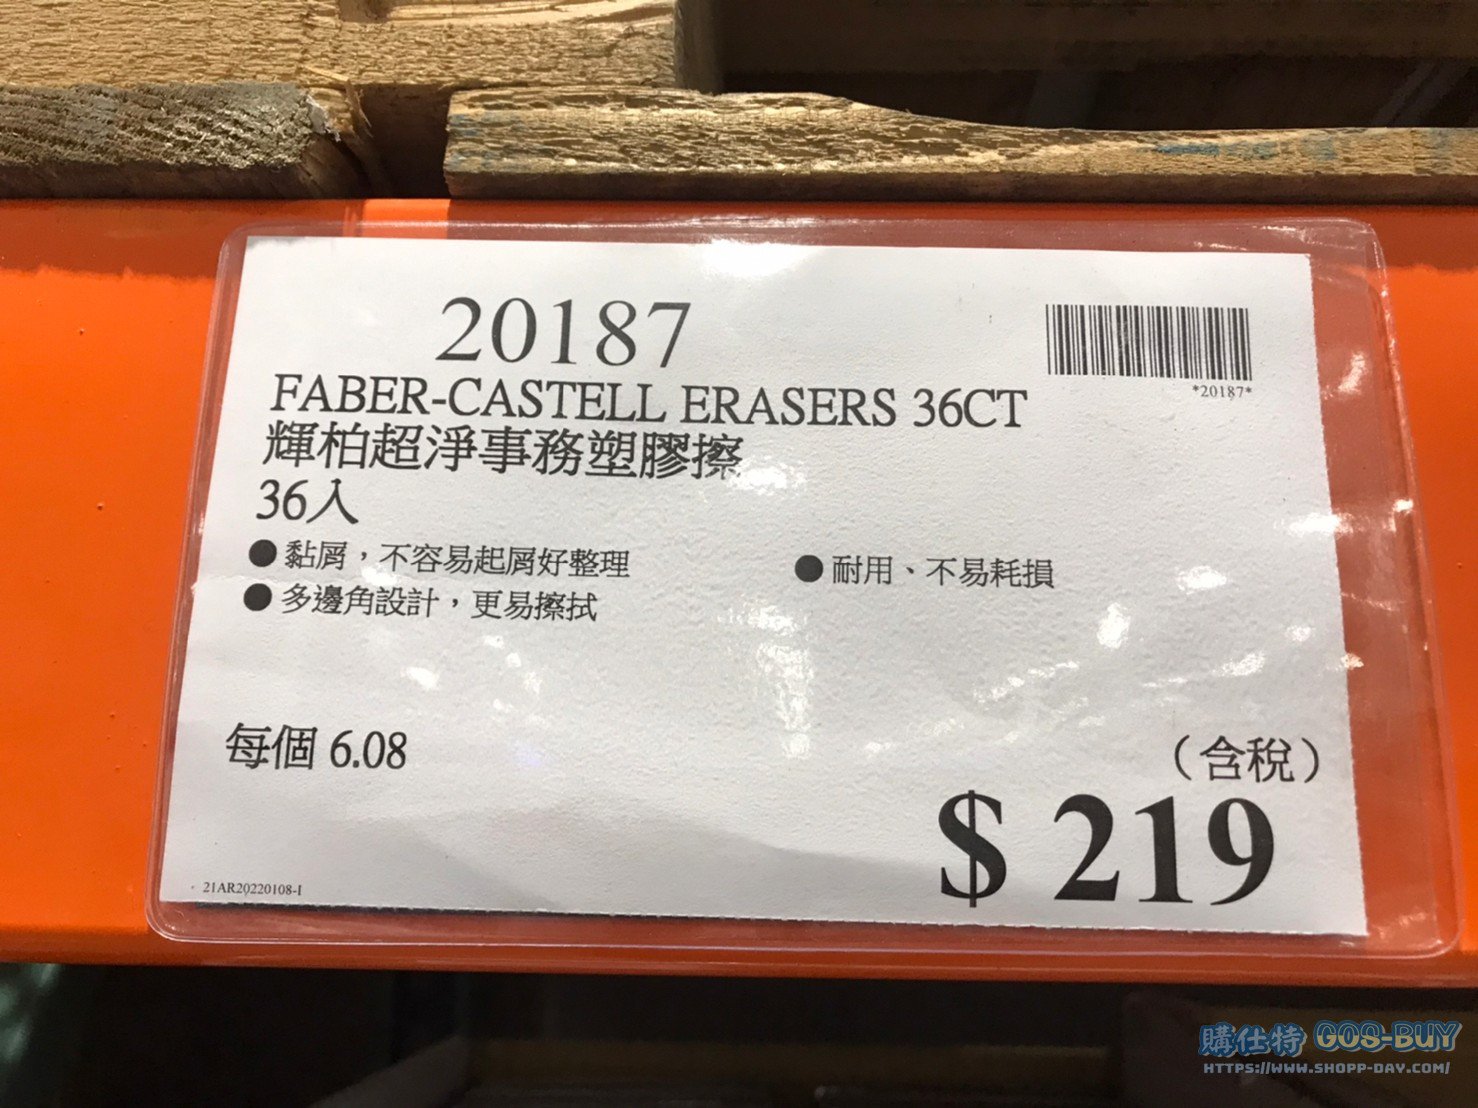 20187
*20187*
FABER-CASTELL ERASERS 36CT
輝柏超淨事務塑膠擦
36入
●黏屑，不容易起屑好整理
●耐用、不易耗損
●多邊角設計，更易擦拭
每個 6.08
（含稅）
$ 219
21AR20220108-1
購仕特 GOS-BUY
HTTPS://WWW.SHOPP-DAY.COM/